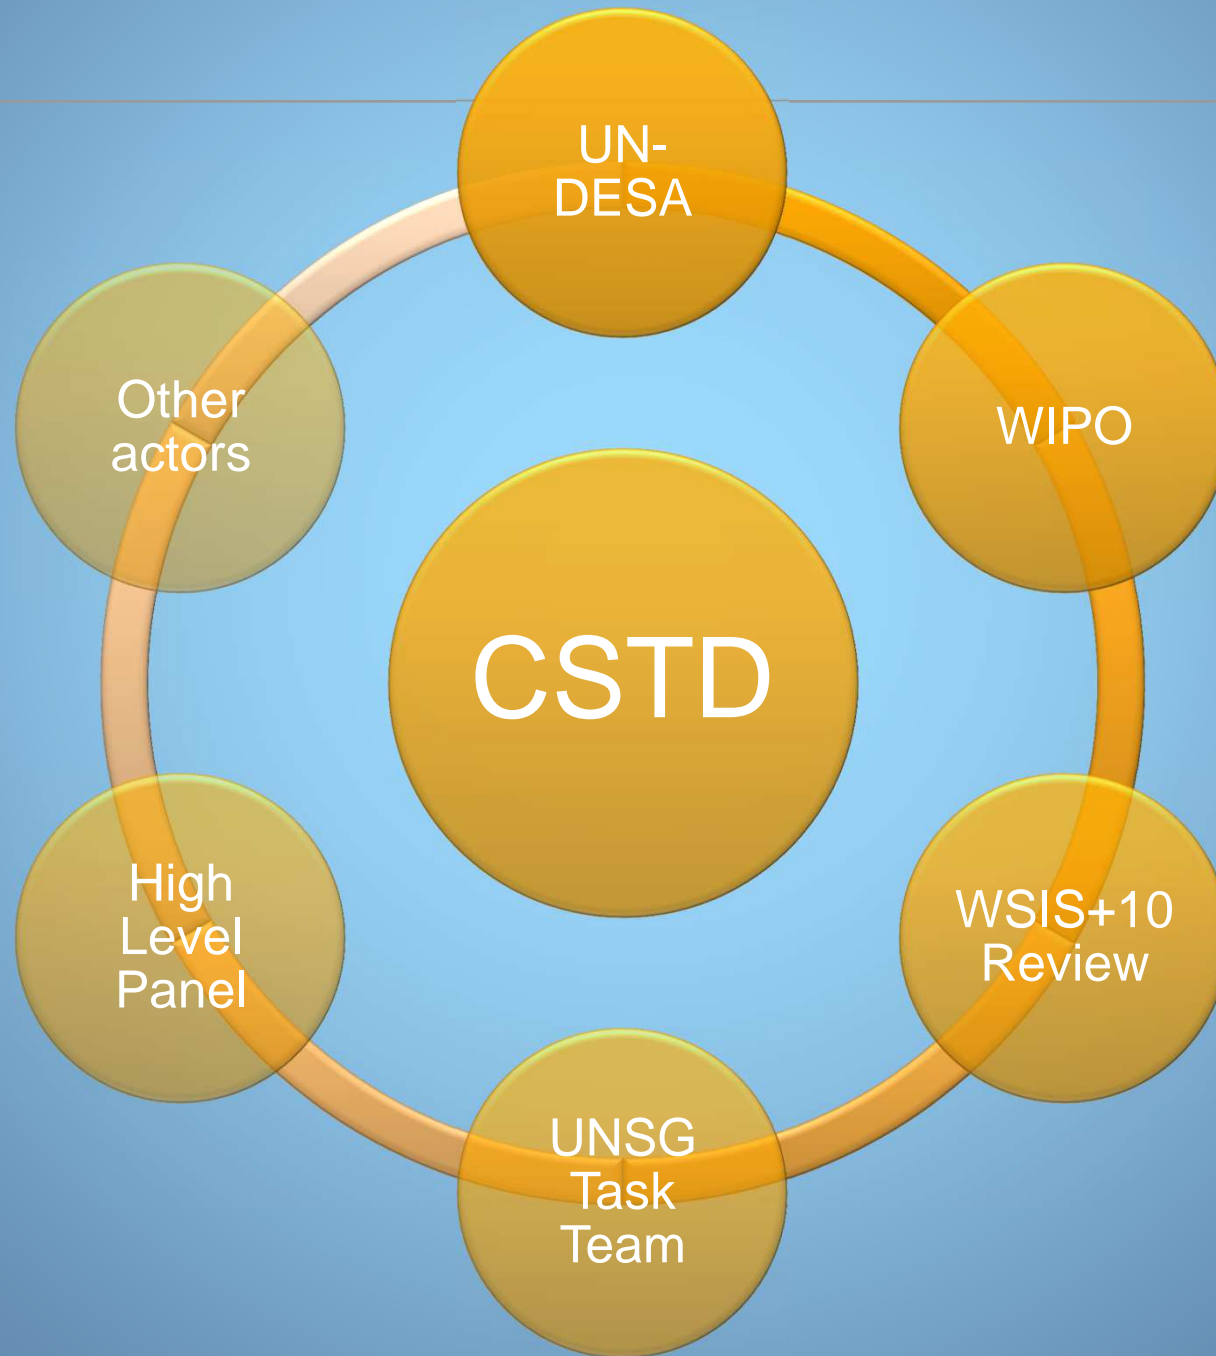 UN-
DESA
WIPO
Other
actors
CSTD
High
Level
Panel
WSIS+10
Review
UNSG
Task
Team